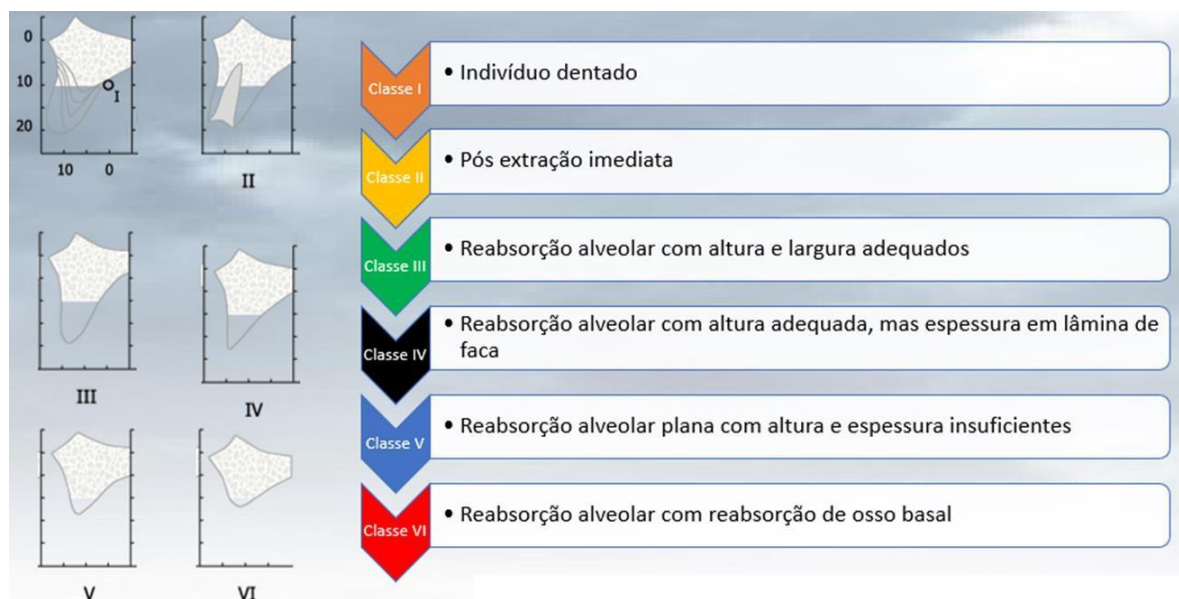 0
10
20
I
10 0
II
III
IV
V
VI
Classe I
• Indivíduo dentado
Classe II
• Pós extração imediata
Classe III
• Reabsorção alveolar com altura e largura adequados
Classe IV
• Reabsorção alveolar com altura adequada, mas espessura em lâmina de
faca
Classe V
• Reabsorção alveolar plana com altura e espessura insuficientes
Classe VI
• Reabsorção alveolar com reabsorção de osso basal